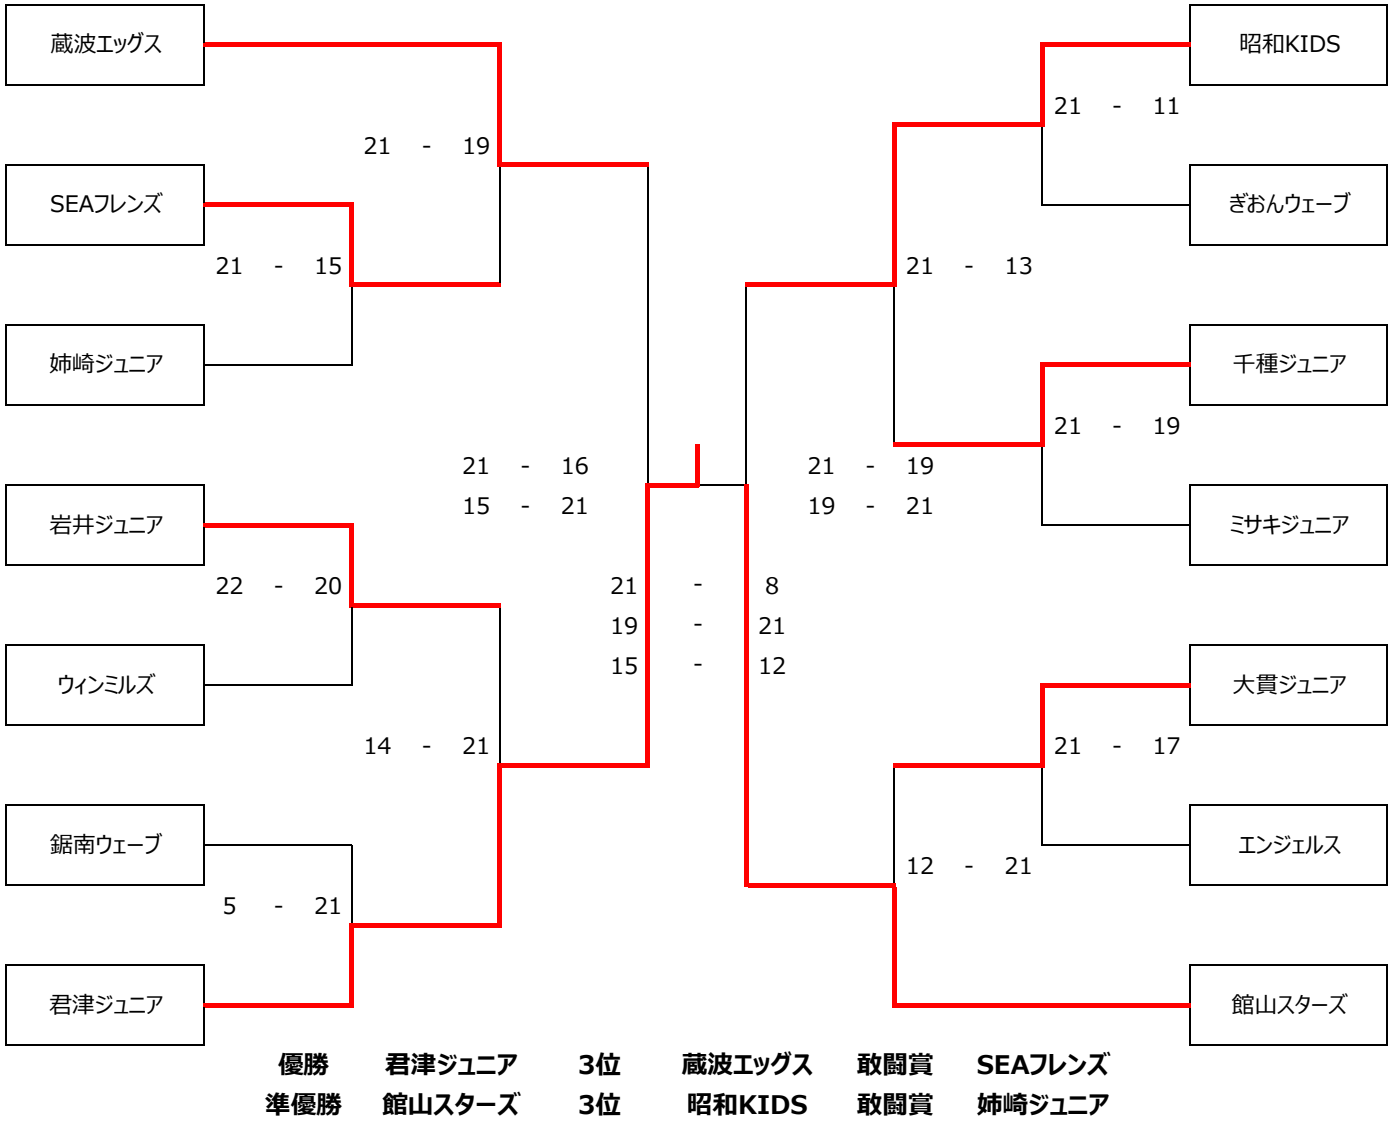 蔵波エッグス
昭和KIDS
21 - 11
21 - 19
SEAフレンズ
ぎおんウェーブ
21 - 15
21 - 13
姉崎ジュニア
千種ジュニア
21 - 19
21 - 16
21 - 19
15 - 21
19 - 21
岩井ジュニア
ミサキジュニア
22 - 20
21 - 8
19 - 21
15 - 12
ウィンミルズ
大貫ジュニア
14 - 21
21 - 17
鋸南ウェーブ
エンジェルス
12 - 21
5 - 21
君津ジュニア
館山スターズ
優勝 君津ジュニア 3位 蔵波エッグス 敢闘賞 SEAフレンズ
準優勝 館山スターズ 3位 昭和KIDS 敢闘賞 姉崎ジュニア